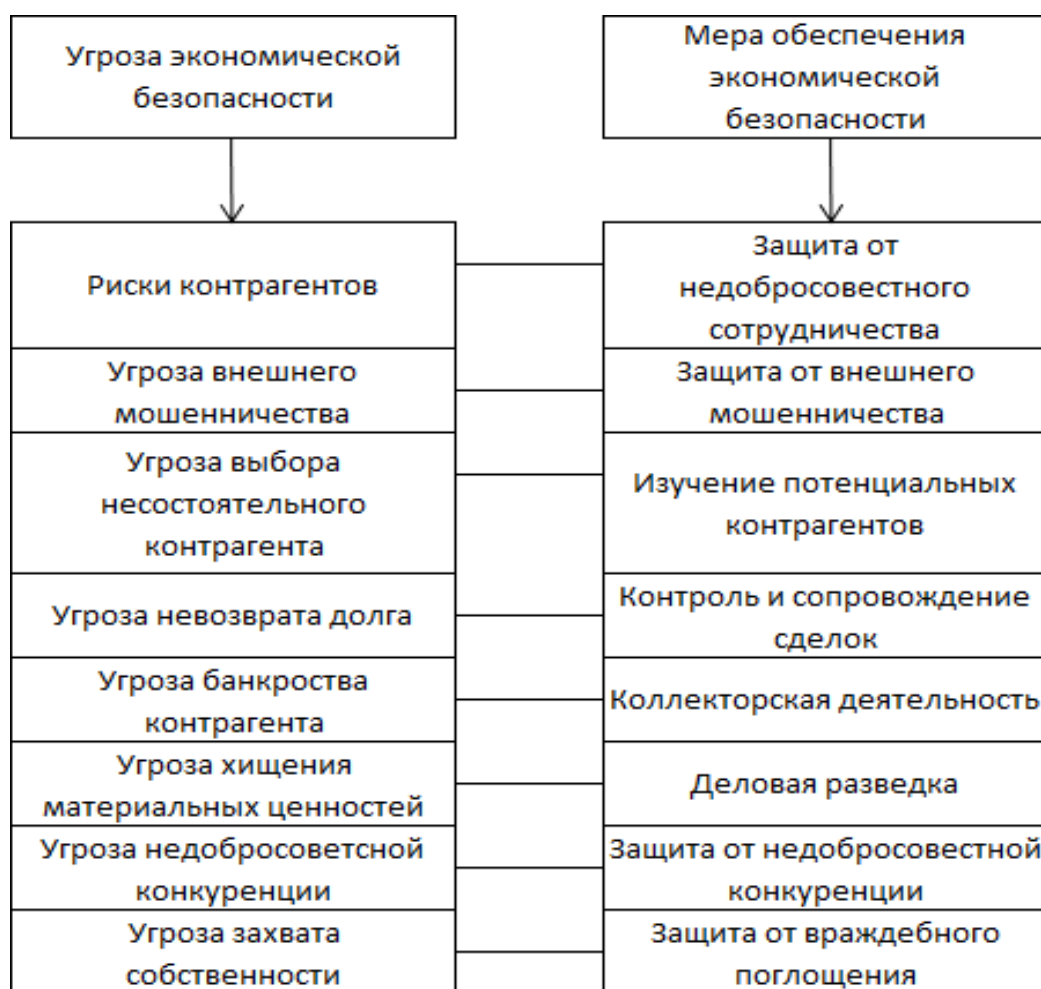 Угроза экономической
безопасности
Мера обеспечения
экономической
безопасности
Риски контрагентов
Защита от
недобросовестного
сотрудничества
Угроза внешнего
мошенничества
Защита от внешнего
мошенничества
Угроза выбора
несостоятельного
контрагента
Изучение потенциальных
контрагентов
Угроза невозврата долга
Контроль и сопровождение
сделок
Угроза банкроства
контрагента
Коллекторская деятельность
Угроза хищения
материальных ценностей
Деловая разведка
Угроза недобросоветсной
конкуренции
Защита от недобросовестной
конкуренции
Угроза захвата
собственности
Защита от враждебного
поглощения